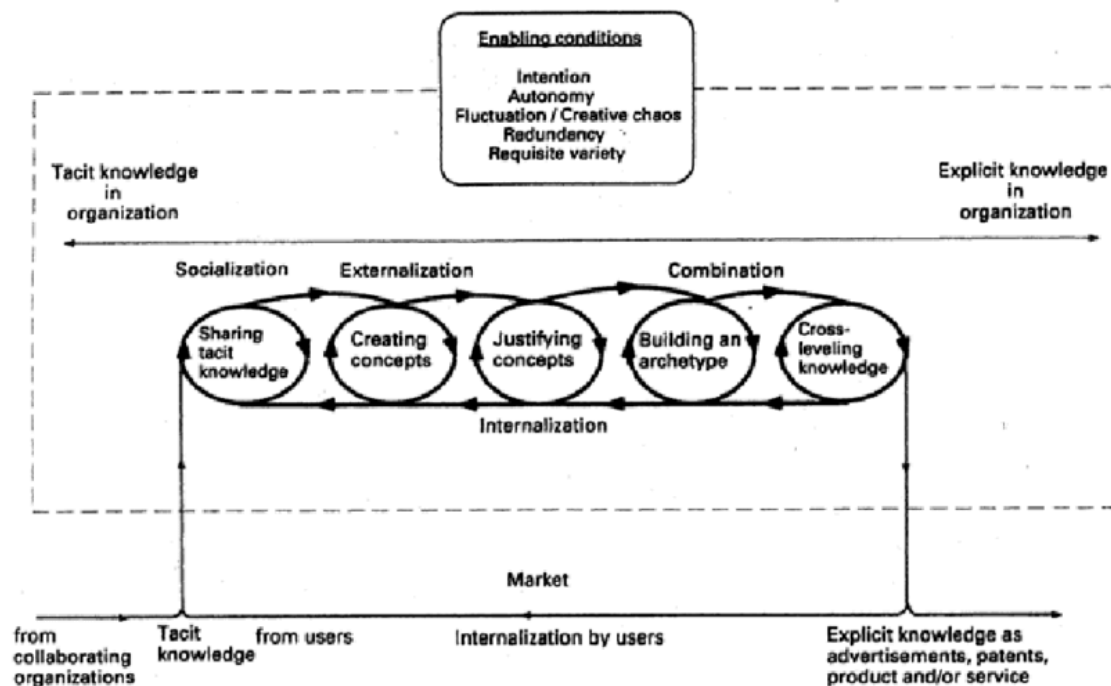 Enabling conditions
Intention
Autonomy
Fluctuation / Creative chaos
Redundancy
Requisite variety
Tacit knowledge
in
organization
Explicit knowledge
in
organization
Socialization
Externalization
Combination
Sharing
tacit
knowledge
Creating
concepts
Justifying
concepts
Building an
archetype
Cross-
leveling
knowledge
Internalization
Market
from
collaborating
organizations
Tacit
knowledge
from users
Internalization by users
Explicit knowledge as
advertisements, patents,
product and/or service